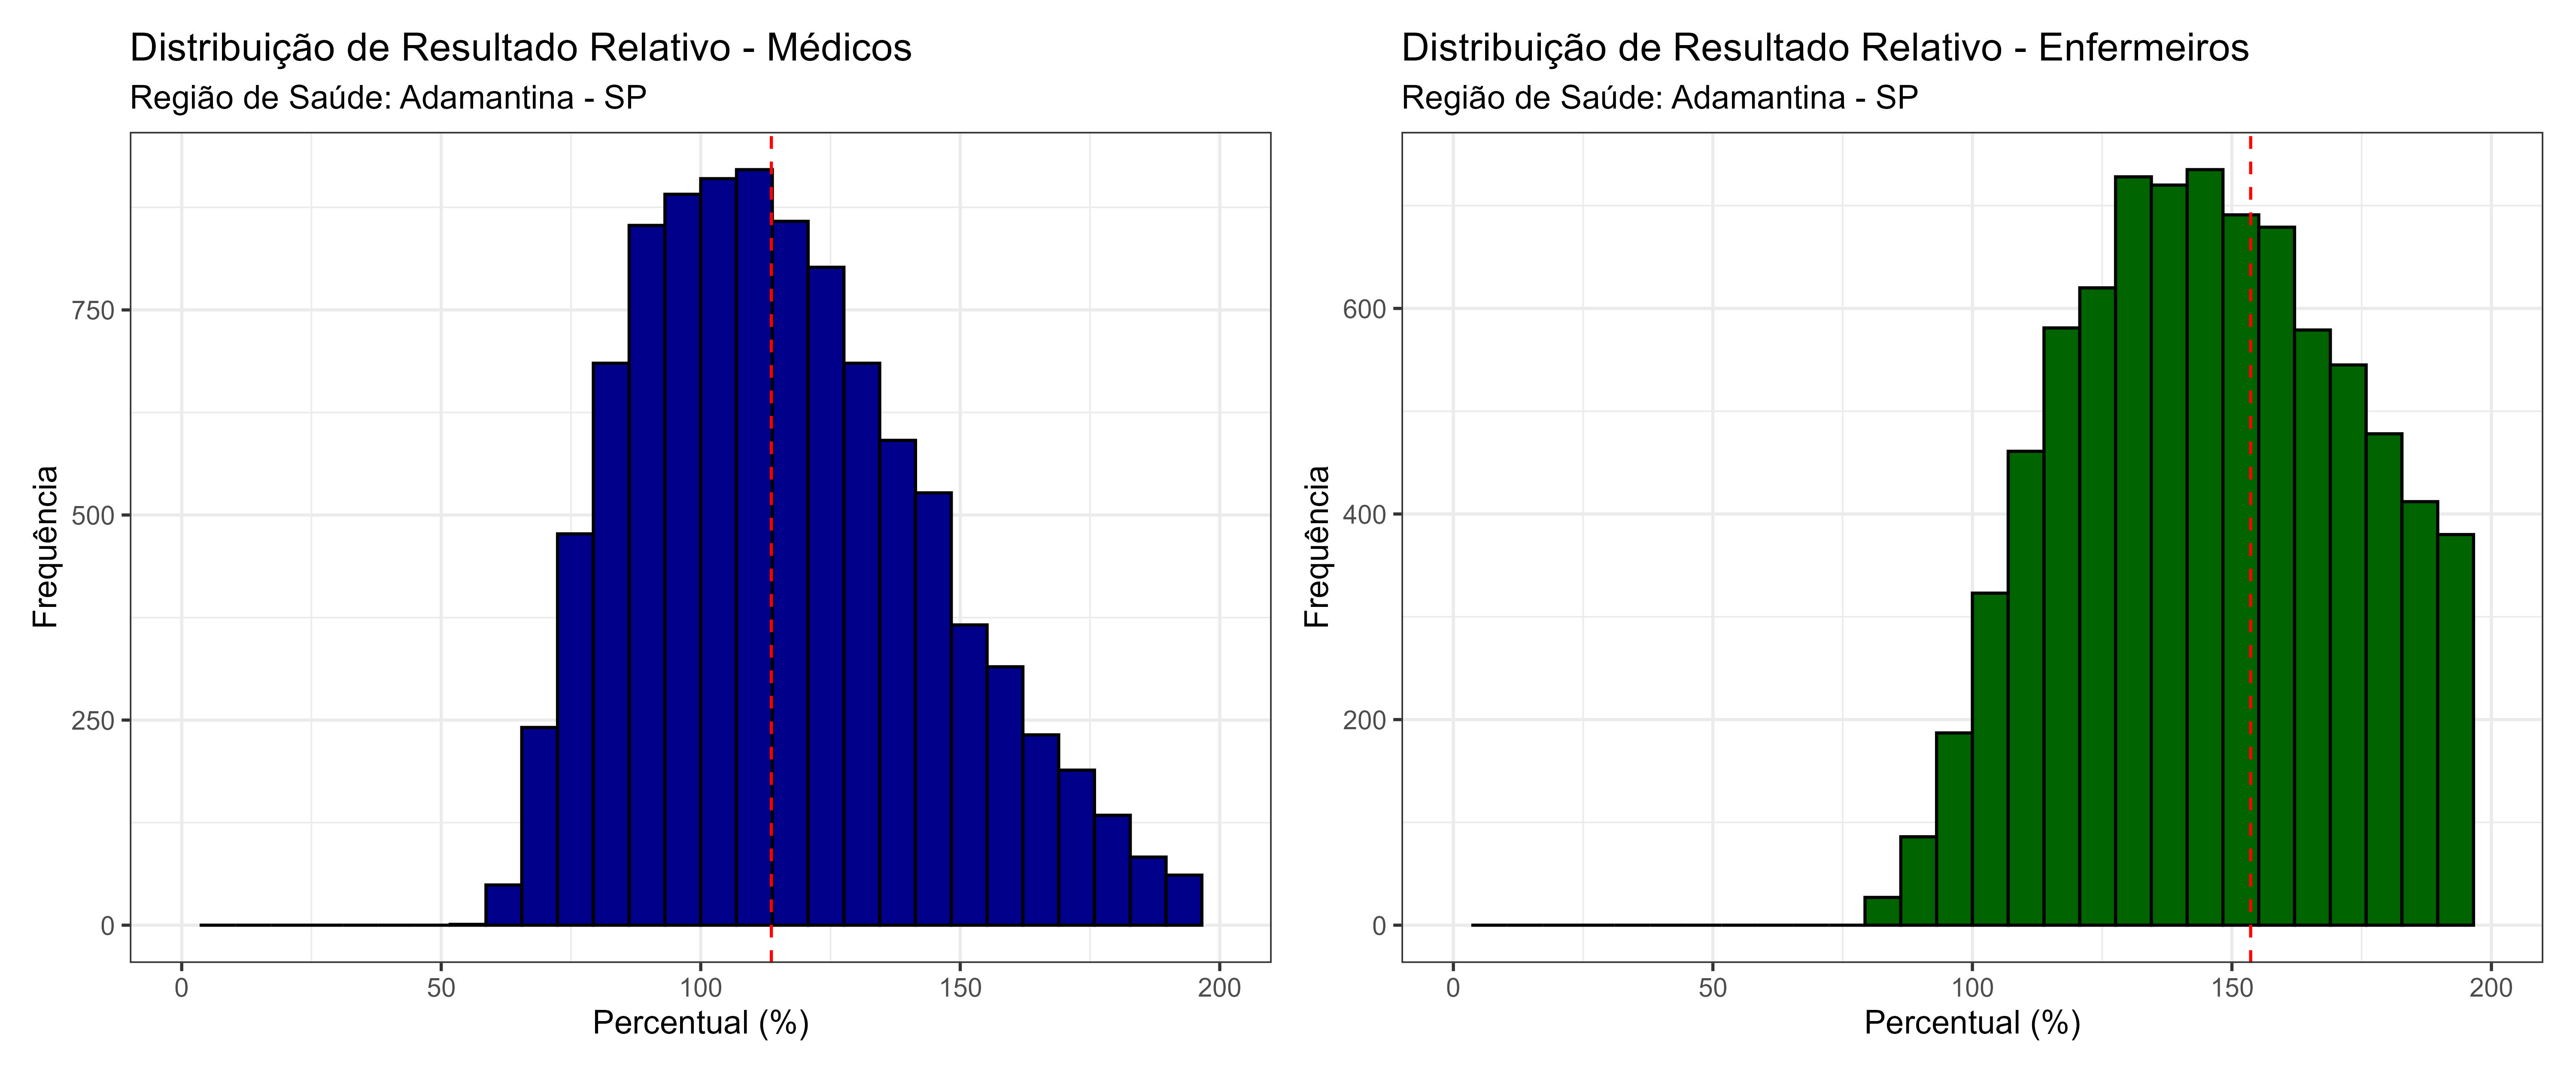 Distribuição de Resultado Relativo - Médicos
Região de Saúde: Adamantina - SP
Frequência
750
500
250
0
0 50 100 150 200
Percentual (%)
Distribuição de Resultado Relativo - Enfermeiros
Região de Saúde: Adamantina - SP
Frequência
600
400
200
0
0 50 100 150 200
Percentual (%)